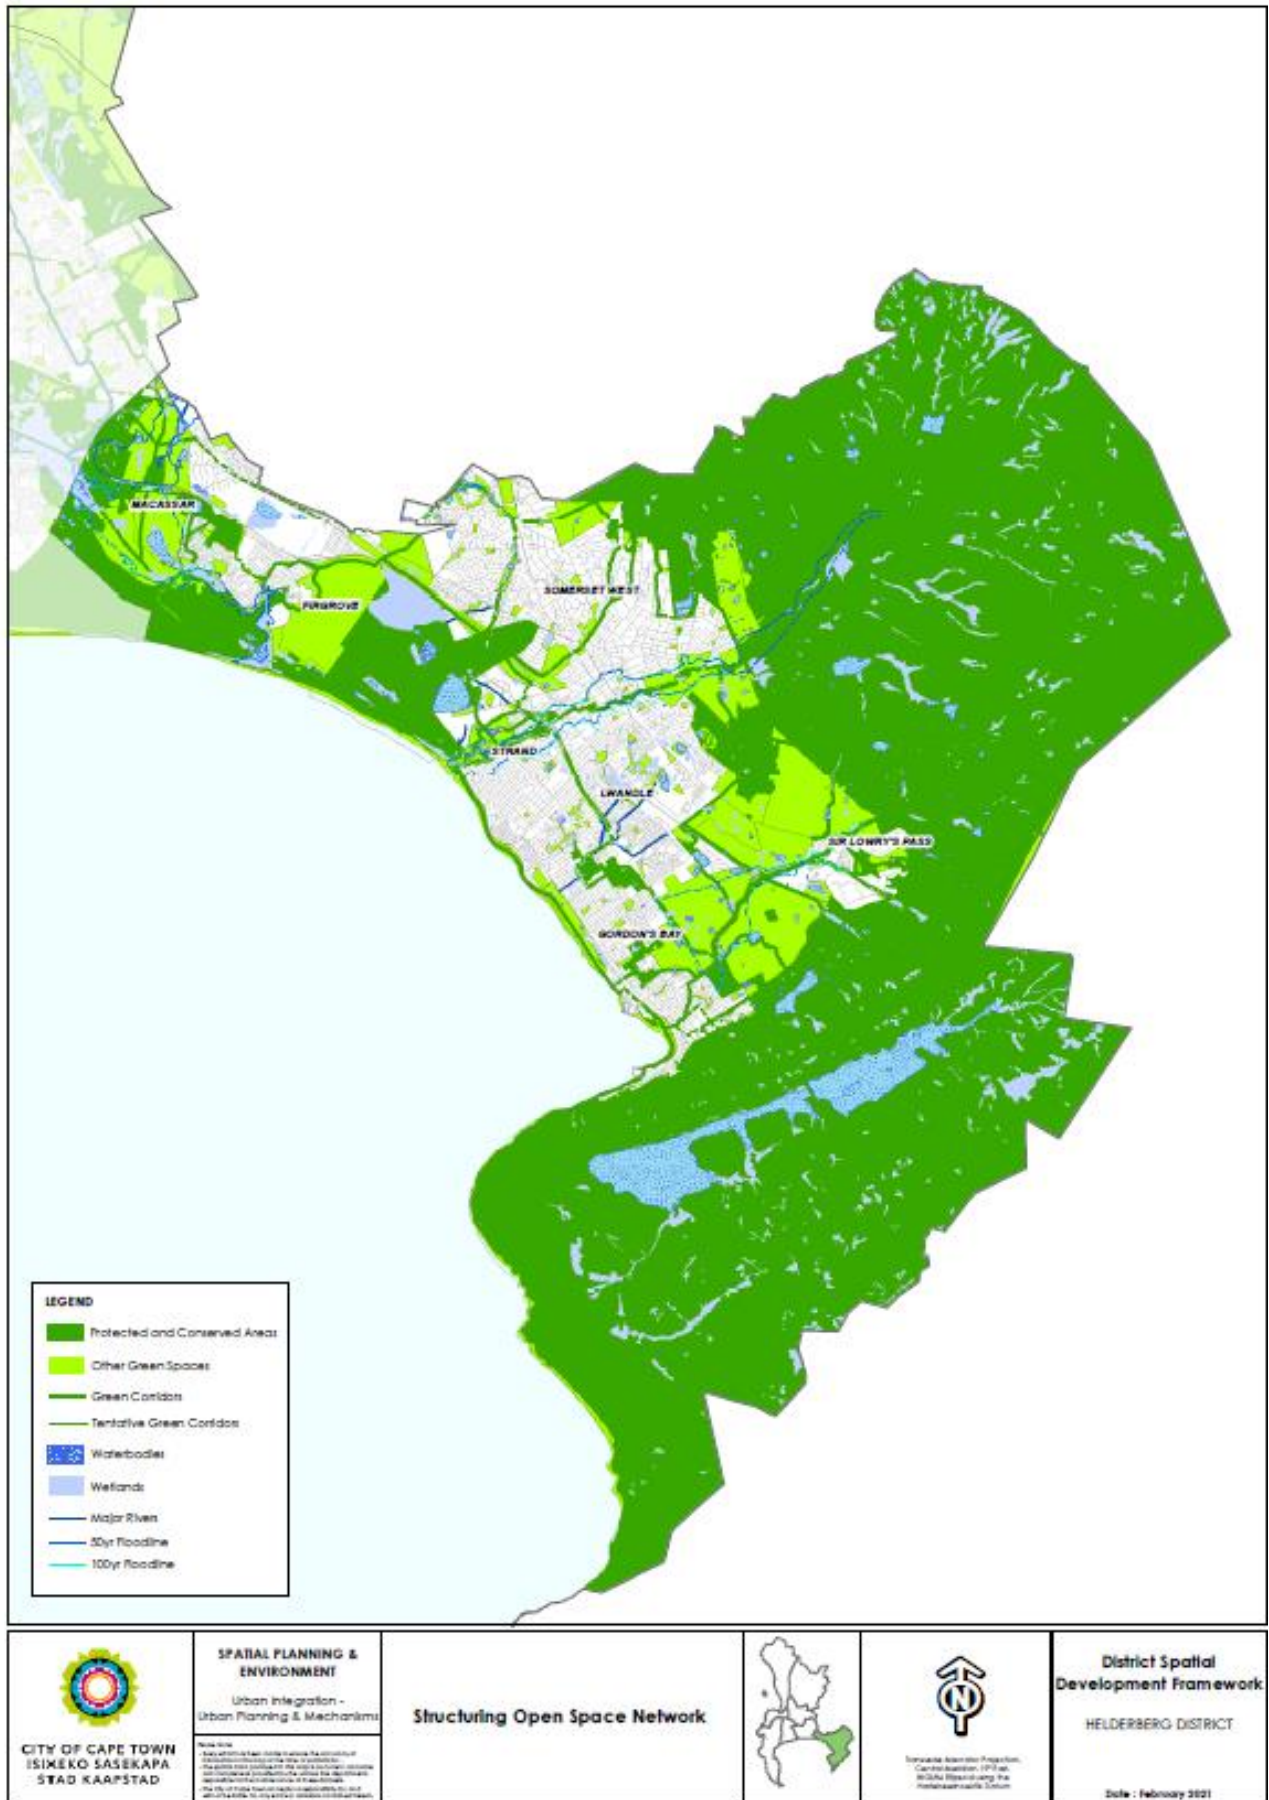 MACASSAR
SOMERSET WEST
FIRGROVE
STRAND
LWANDLE
SIR LOWRY'S PASS
GORDON'S BAY
LEGEND
Protected and Conserved Areas
Other Green Spaces
Green Corridors
Tentative Green Corridors
Waterbodies
Wetlands
Major Rivers
50yr Floodline
100yr Floodline
CITY OF CAPE TOWN
ISIXEKO SASEKAPA
STAD KAAPSTAD
SPATIAL PLANNING &
ENVIRONMENT
Urban Integration -
Urban Planning & Mechanisms
Structuring Open Space Network
N
District Spatial
Development Framework
HELDERBERG DISTRICT
Date : February 2021